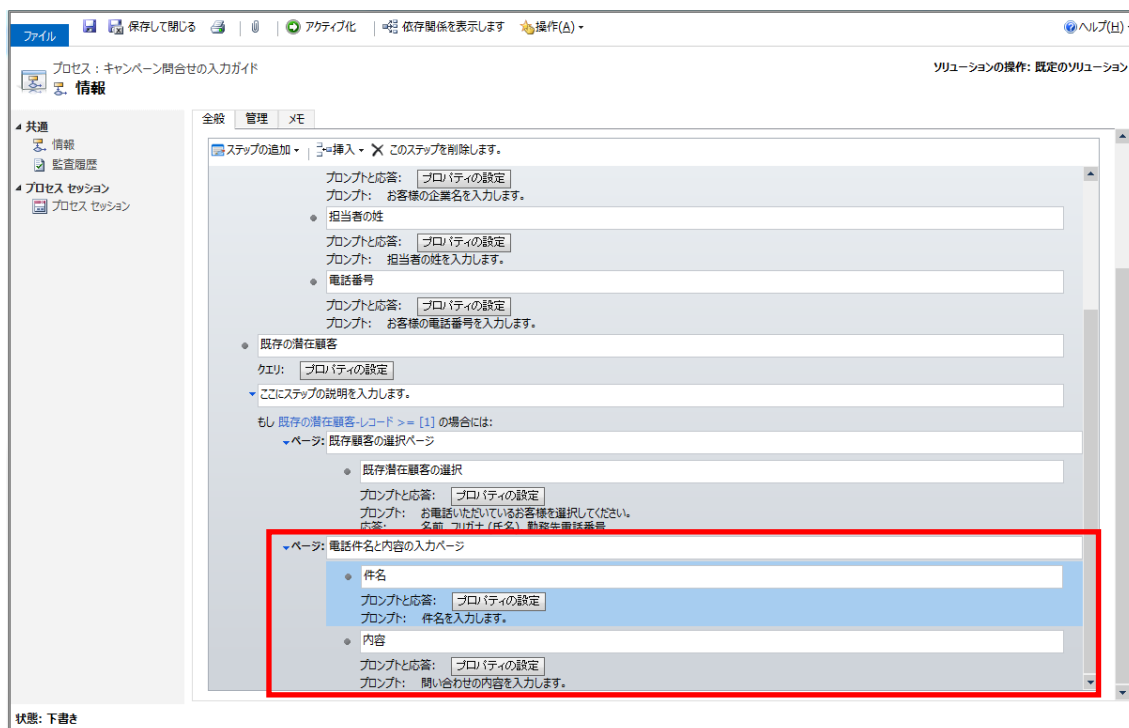 ファイル 保存して閉じる アクティブ化 依存関係を表示します 操作(A) ヘルプ(H)
プロセス : キャンペーン問合せの入力ガイド
情報
ソリューションの操作: 既定のソリューション
共通
情報
監査履歴
プロセス セッション
プロセス セッション
全般 管理 メモ
ステップの追加 挿入 このステップを削除します。
プロンプトと応答: プロパティの設定
プロンプト: お客様の企業名を入力します。
担当者の姓
プロンプトと応答: プロパティの設定
プロンプト: 担当者の姓を入力します。
電話番号
プロンプトと応答: プロパティの設定
プロンプト: お客様の電話番号を入力します。
既存の潜在顧客
クエリ: プロパティの設定
ここにステップの説明を入力します。
もし 既存の潜在顧客-レコード >= [1] の場合には:
ページ: 既存顧客の選択ページ
既存潜在顧客の選択
プロンプトと応答: プロパティの設定
プロンプト: お電話いただいているお客様を選択してください。
応答: 名前, フリガナ (氏名), 勤務先電話番号
ページ: 電話件名と内容の入力ページ
件名
プロンプトと応答: プロパティの設定
プロンプト: 件名を入力します。
内容
プロンプトと応答: プロパティの設定
プロンプト: 問い合わせの内容を入力します。
状態: 下書き